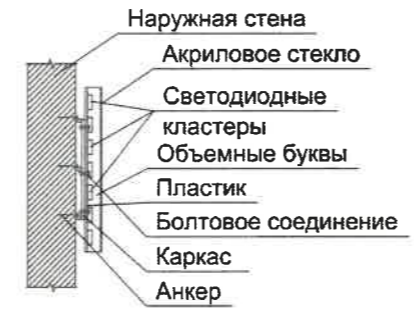 Наружная стена
Акриловое стекло
Светодиодные
кластеры
Объемные буквы
Пластик
Болтовое соединение
Каркас
Анкер